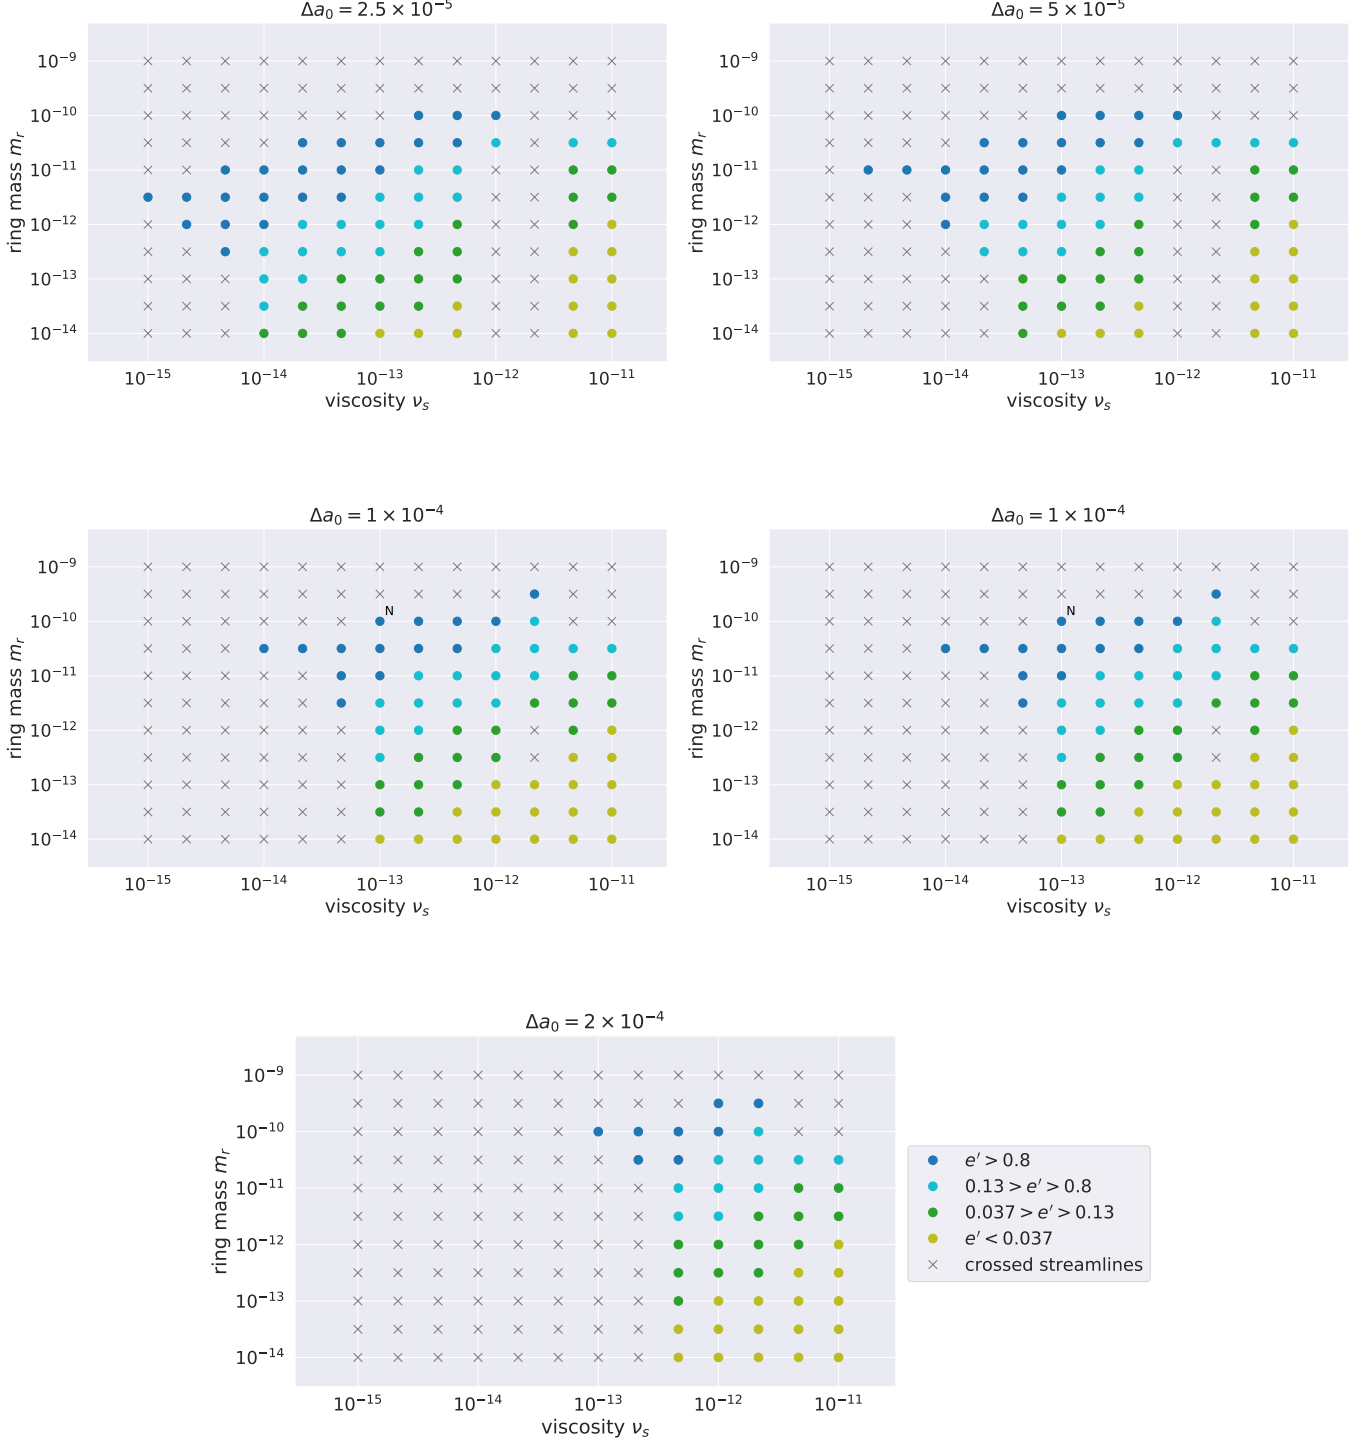 Δa₀ = 2.5 × 10⁻⁵
10⁻⁹
10⁻¹⁰
10⁻¹¹
10⁻¹²
10⁻¹³
10⁻¹⁴
ring mass mᵣ
10⁻¹⁵ 10⁻¹⁴ 10⁻¹³ 10⁻¹² 10⁻¹¹
viscosity νₛ
Δa₀ = 5 × 10⁻⁵
10⁻⁹
10⁻¹⁰
10⁻¹¹
10⁻¹²
10⁻¹³
10⁻¹⁴
ring mass mᵣ
10⁻¹⁵ 10⁻¹⁴ 10⁻¹³ 10⁻¹² 10⁻¹¹
viscosity νₛ
Δa₀ = 1 × 10⁻⁴
10⁻⁹
10⁻¹⁰
10⁻¹¹
10⁻¹²
10⁻¹³
10⁻¹⁴
ring mass mᵣ
N
10⁻¹⁵ 10⁻¹⁴ 10⁻¹³ 10⁻¹² 10⁻¹¹
viscosity νₛ
Δa₀ = 1 × 10⁻⁴
10⁻⁹
10⁻¹⁰
10⁻¹¹
10⁻¹²
10⁻¹³
10⁻¹⁴
ring mass mᵣ
N
10⁻¹⁵ 10⁻¹⁴ 10⁻¹³ 10⁻¹² 10⁻¹¹
viscosity νₛ
Δa₀ = 2 × 10⁻⁴
10⁻⁹
10⁻¹⁰
10⁻¹¹
10⁻¹²
10⁻¹³
10⁻¹⁴
ring mass mᵣ
10⁻¹⁵ 10⁻¹⁴ 10⁻¹³ 10⁻¹² 10⁻¹¹
viscosity νₛ
e′ > 0.8
0.13 > e′ > 0.8
0.037 > e′ > 0.13
e′ < 0.037
crossed streamlines